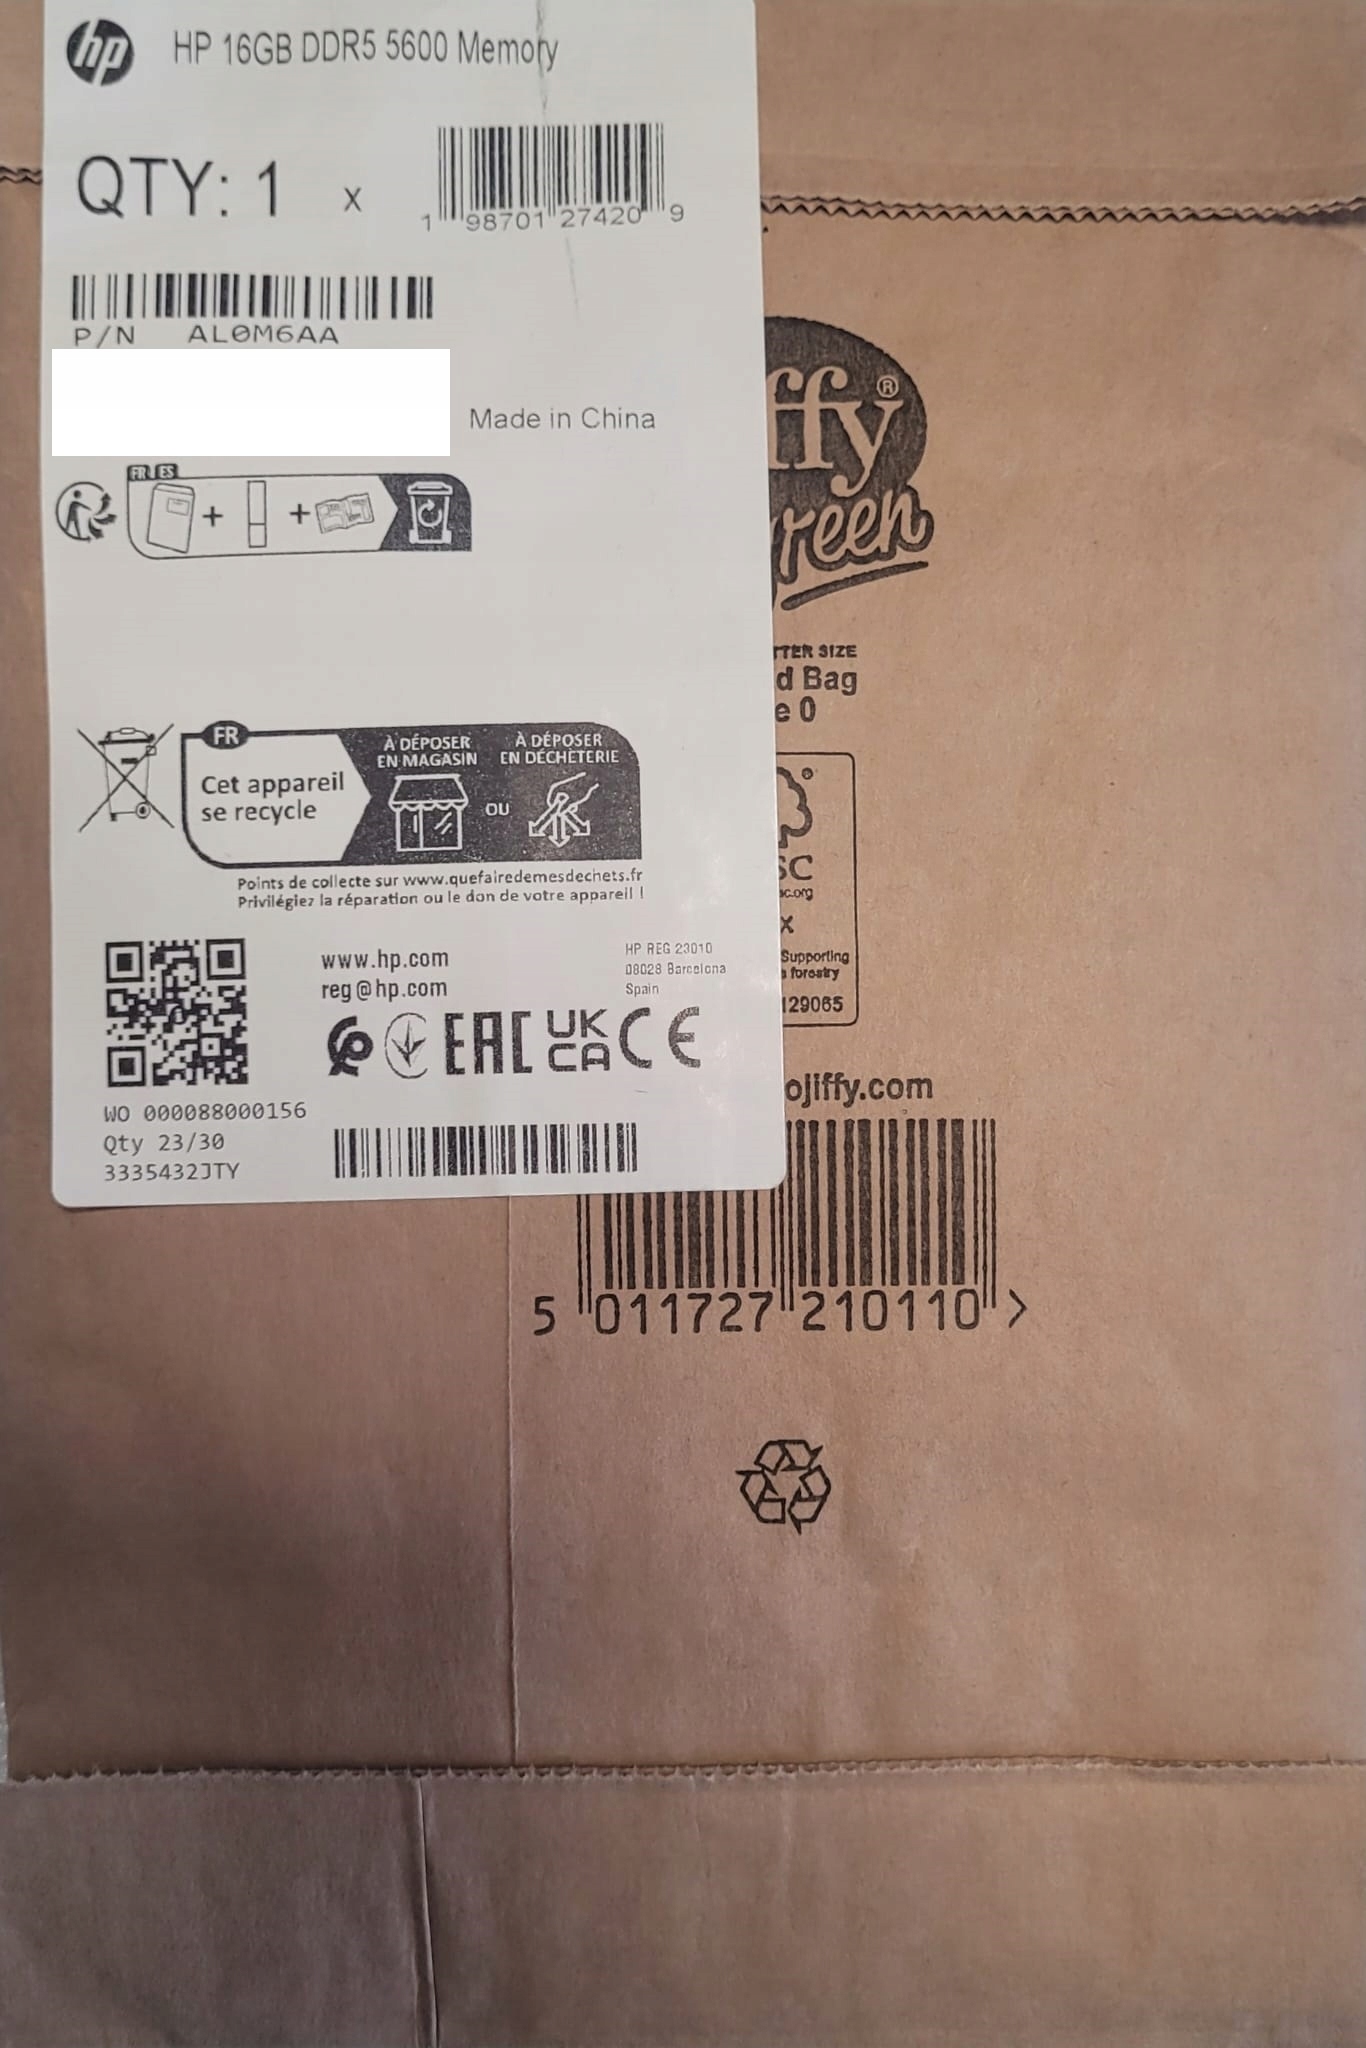 hp
HP 16GB DDR5 5600 Memory
QTY: 1 x
1 98701 27420 9
P/N AL0M6AA
Made in China
FR ES
+ +
FR
Cet appareil
se recycle
À DÉPOSER
EN MAGASIN
OU
À DÉPOSER
EN DÉCHÈTERIE
Points de collecte sur www.quefairedemesdechets.fr
Privilégiez la réparation ou le don de votre appareil !
www.hp.com
reg@hp.com
HP REG 23010
08028 Barcelona
Spain
EAC UK
CA CE
WO 000088000156
Qty 23/30
3335432JTY
ffy®
reen
TTER SIZE
d Bag
e 0
®
SC
sc.org
X
Supporting
forestry
129065
ojiffy.com
5 011727 210110 >